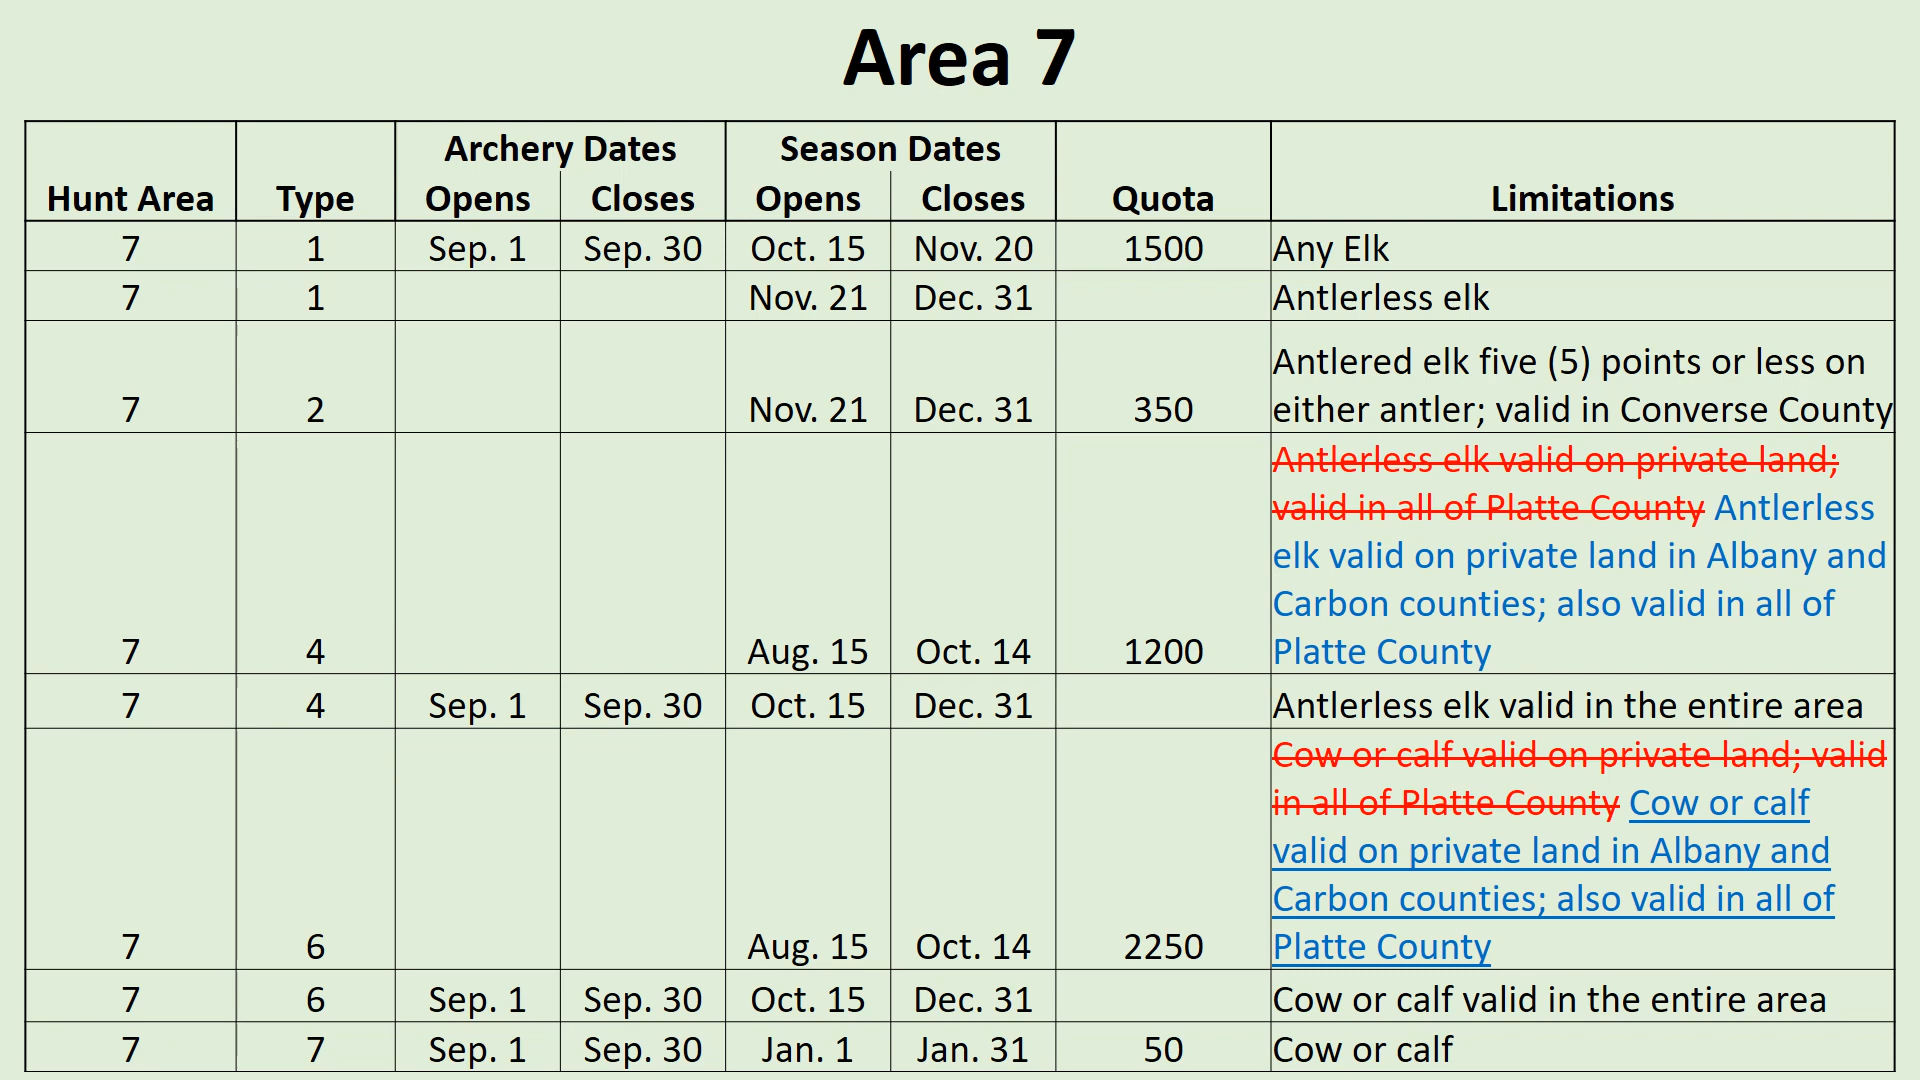 Area 7
Archery Dates Season Dates
Hunt Area Type Opens Closes Opens Closes Quota Limitations
7 1 Sep. 1 Sep. 30 Oct. 15 Nov. 20 1500 Any Elk
7 1 Nov. 21 Dec. 31 Antlerless elk
Antlered elk five (5) points or less on
7 2 Nov. 21 Dec. 31 350 either antler; valid in Converse County
Antlerless elk valid on private land;
valid in all of Platte County Antlerless
elk valid on private land in Albany and
Carbon counties; also valid in all of
7 4 Aug. 15 Oct. 14 1200 Platte County
7 4 Sep. 1 Sep. 30 Oct. 15 Dec. 31 Antlerless elk valid in the entire area
Cow or calf valid on private land; valid
in all of Platte County Cow or calf
valid on private land in Albany and
Carbon counties; also valid in all of
7 6 Aug. 15 Oct. 14 2250 Platte County
7 6 Sep. 1 Sep. 30 Oct. 15 Dec. 31 Cow or calf valid in the entire area
7 7 Sep. 1 Sep. 30 Jan. 1 Jan. 31 50 Cow or calf